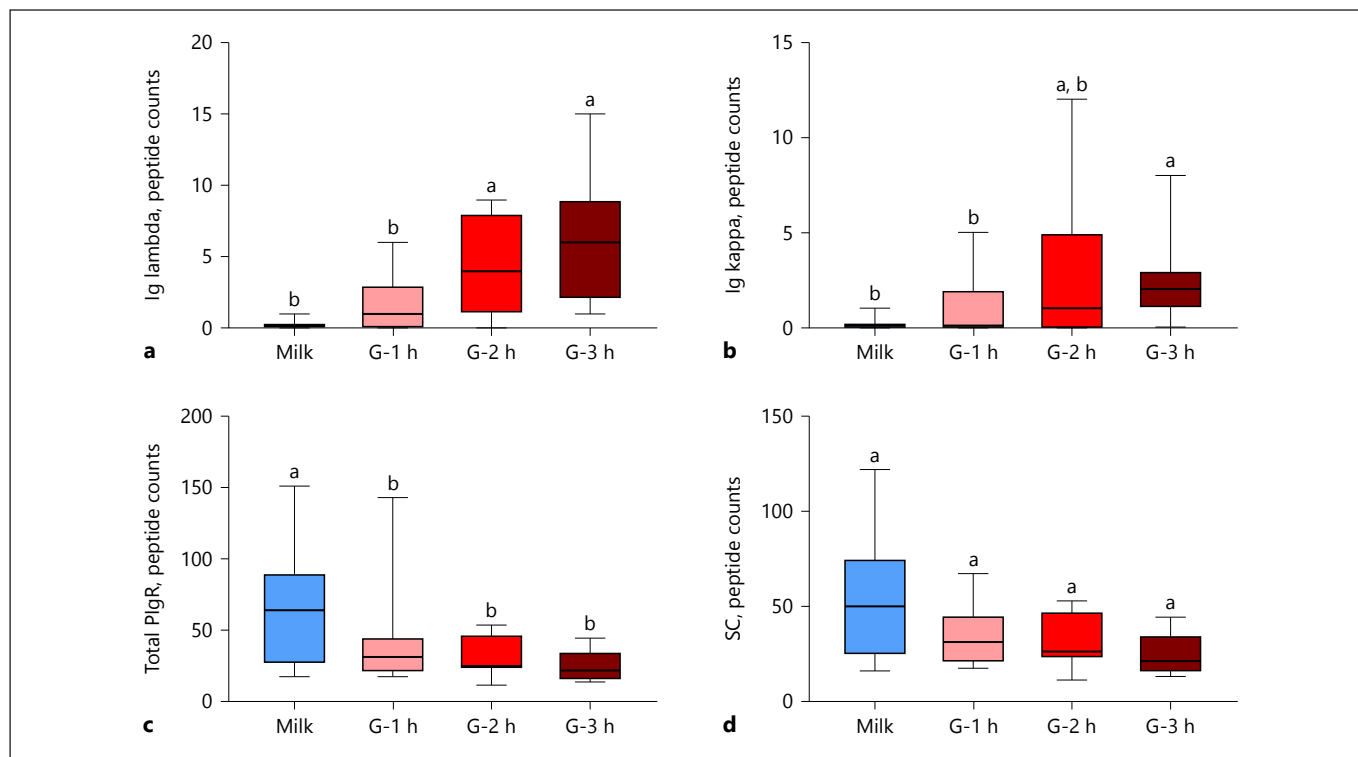 Ig lambda, peptide counts
20
15
10
5
0
b
b
a
a
Milk
G-1 h
G-2 h
G-3 h
a
Ig kappa, peptide counts
15
10
5
0
b
b
a, b
a
Milk
G-1 h
G-2 h
G-3 h
b
Total PIgR, peptide counts
200
150
100
50
0
a
b
b
b
Milk
G-1 h
G-2 h
G-3 h
c
SC, peptide counts
150
100
50
0
a
a
a
a
Milk
G-1 h
G-2 h
G-3 h
d